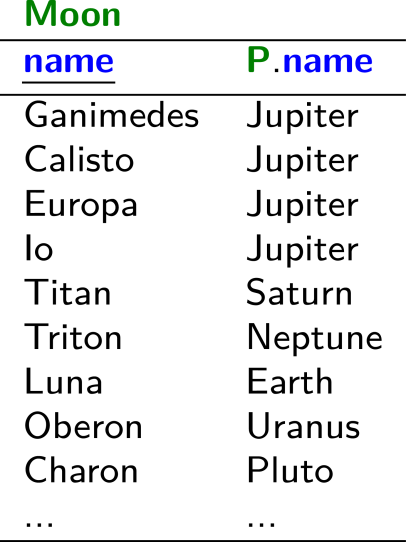 Moon
name P.name
Ganimedes Jupiter
Calisto Jupiter
Europa Jupiter
Io Jupiter
Titan Saturn
Triton Neptune
Luna Earth
Oberon Uranus
Charon Pluto
... ...